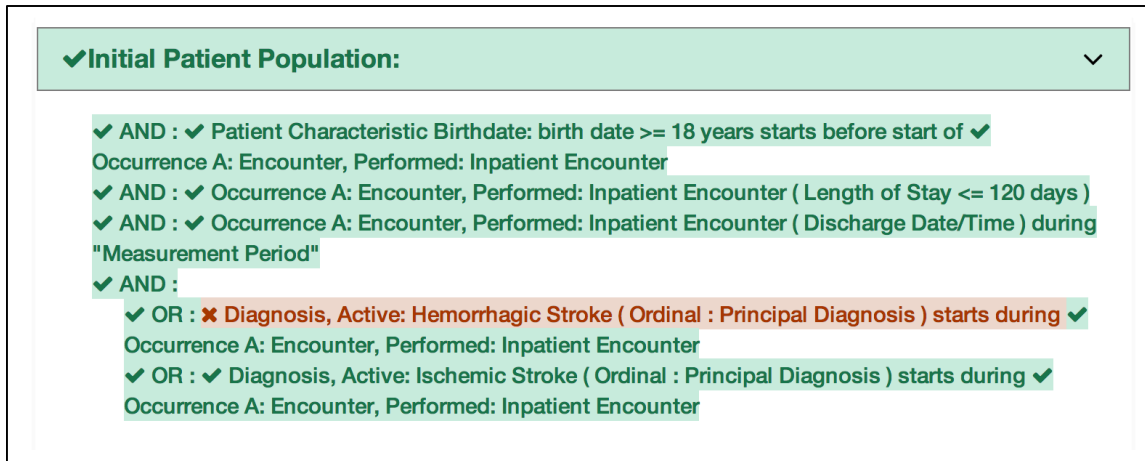 ✔Initial Patient Population:
✔ AND : ✔ Patient Characteristic Birthdate: birth date >= 18 years starts before start of ✔
Occurrence A: Encounter, Performed: Inpatient Encounter
✔ AND : ✔ Occurrence A: Encounter, Performed: Inpatient Encounter ( Length of Stay <= 120 days )
✔ AND : ✔ Occurrence A: Encounter, Performed: Inpatient Encounter ( Discharge Date/Time ) during
"Measurement Period"
✔ AND :
✔ OR : ✖ Diagnosis, Active: Hemorrhagic Stroke ( Ordinal : Principal Diagnosis ) starts during ✔
Occurrence A: Encounter, Performed: Inpatient Encounter
✔ OR : ✔ Diagnosis, Active: Ischemic Stroke ( Ordinal : Principal Diagnosis ) starts during ✔
Occurrence A: Encounter, Performed: Inpatient Encounter